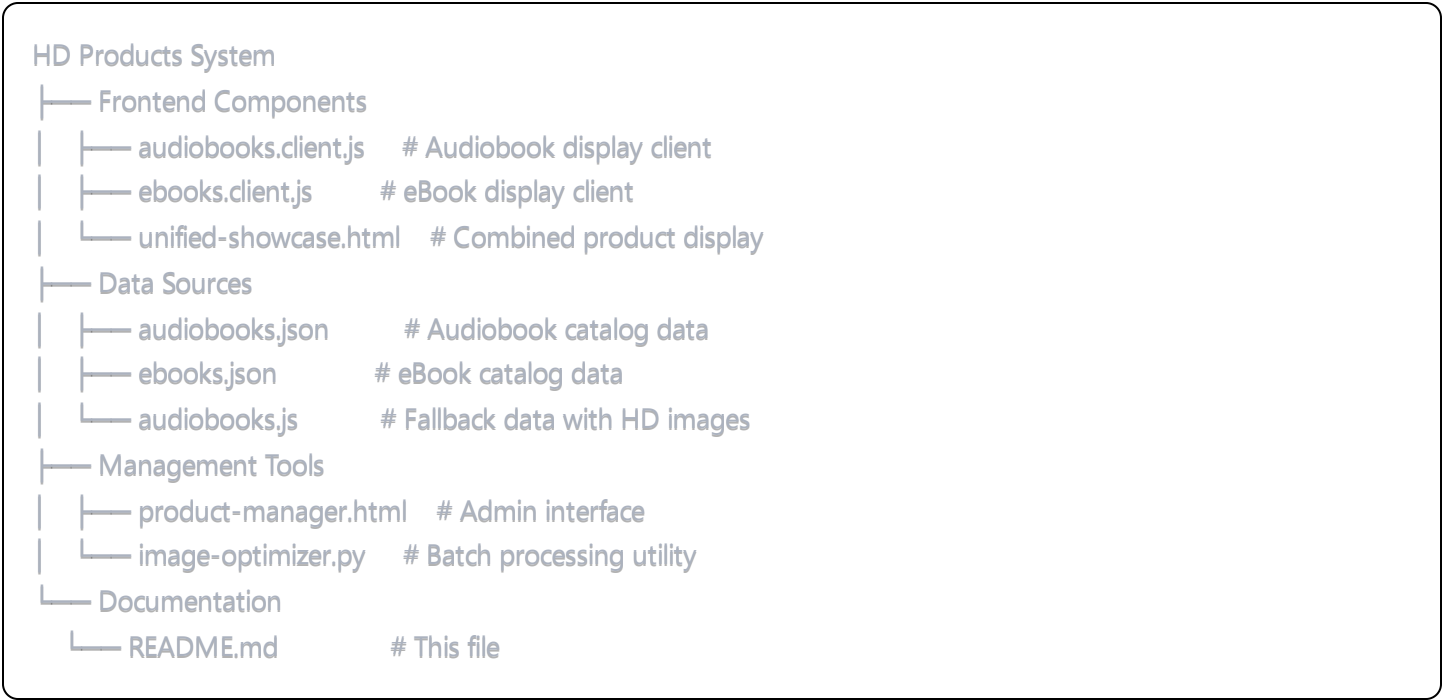 HD Products System
├── Frontend Components
│   ├── audiobooks.client.js     # Audiobook display client
│   ├── ebooks.client.js         # eBook display client
│   └── unified-showcase.html    # Combined product display
├── Data Sources
│   ├── audiobooks.json          # Audiobook catalog data
│   ├── ebooks.json             # eBook catalog data
│   └── audiobooks.js           # Fallback data with HD images
├── Management Tools
│   ├── product-manager.html    # Admin interface
│   └── image-optimizer.py     # Batch processing utility
└── Documentation
    └── README.md               # This file